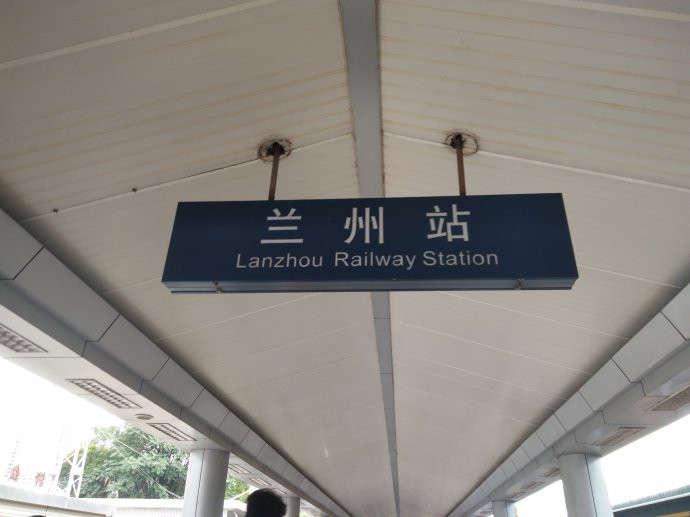 兰州站
Lanzhou Railway Station